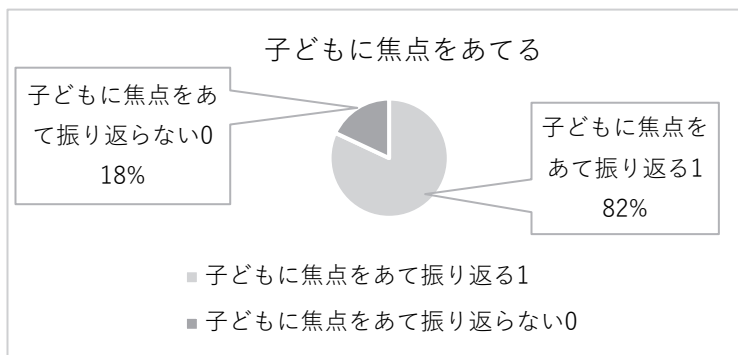 子どもに焦点をあてる
子どもに焦点をあ
て振り返らない0
18%
子どもに焦点を
あて振り返る1
82%
子どもに焦点をあて振り返る1
子どもに焦点をあて振り返らない0